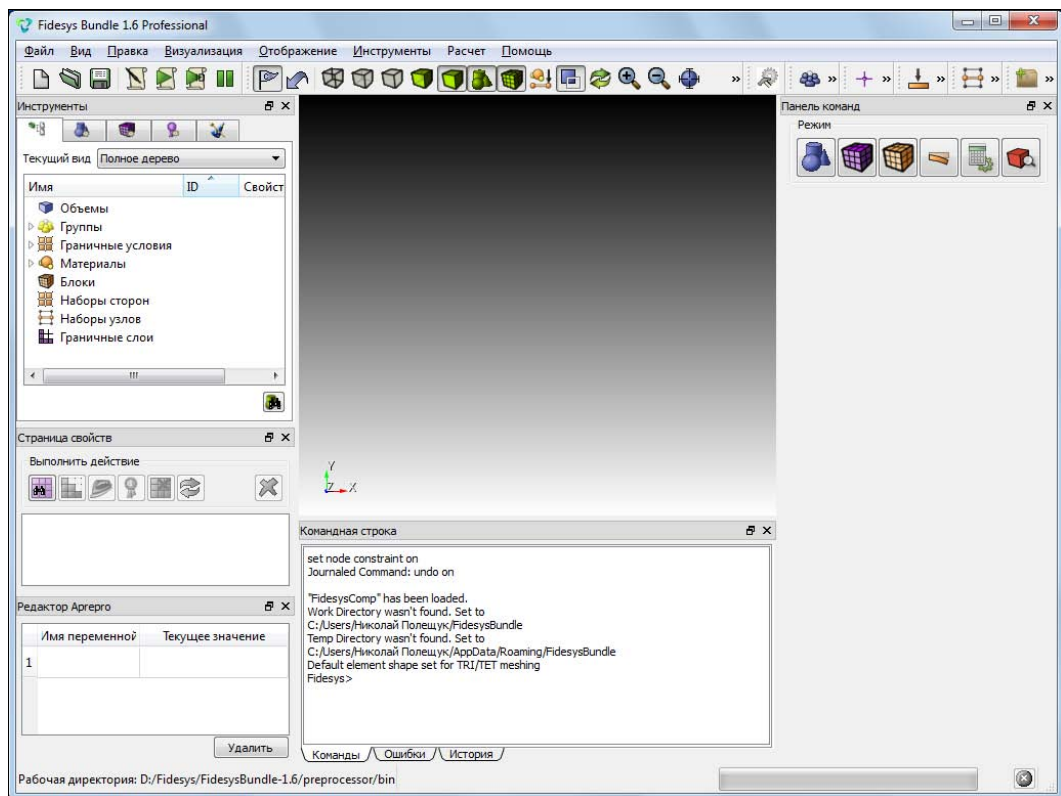 Fidesys Bundle 1.6 Professional
Файл Вид Правка Визуализация Отображение Инструменты Расчет Помощь
Инструменты
Текущий вид Полное дерево
Имя ID Свойст
Объемы
Группы
Граничные условия
Материалы
Блоки
Наборы сторон
Наборы узлов
Граничные слои
Страница свойств
Выполнить действие
Редактор Aprepro
Имя переменной Текущее значение
1
Удалить
Y
Z X
Командная строка
set node constraint on
Journaled Command: undo on
"FidesysComp" has been loaded.
Work Directory wasn't found. Set to
C:/Users/Николай Полещук/FidesysBundle
Temp Directory wasn't found. Set to
C:/Users/Николай Полещук/AppData/Roaming/FidesysBundle
Default element shape set for TRI/TET meshing
Fidesys>
Команды Ошибки История
Панель команд
Режим
Рабочая директория: D:/Fidesys/FidesysBundle-1.6/preprocessor/bin